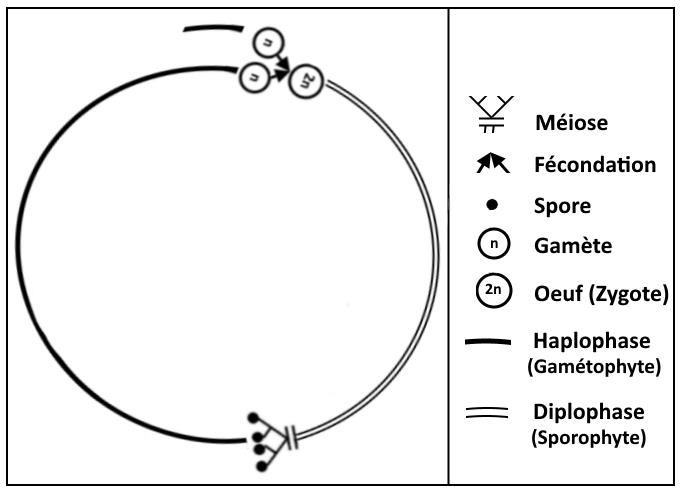 n
n
2n
Méiose
Fécondation
Spore
n
Gamète
2n
Oeuf (Zygote)
Haplophase
(Gamétophyte)
Diplophase
(Sporophyte)